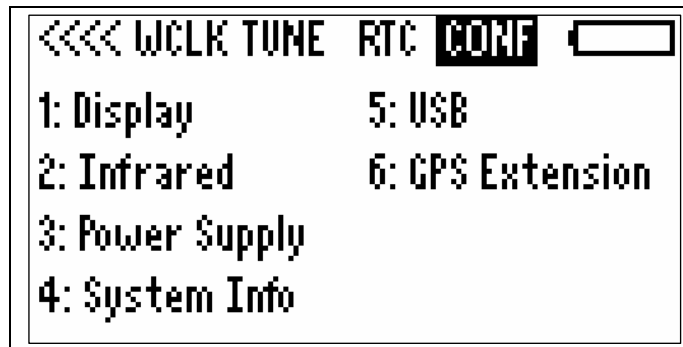 <<<< WCLK TUNE RTC CONF
1: Display 5: USB
2: Infrared 6: GPS Extension
3: Power Supply
4: System Info